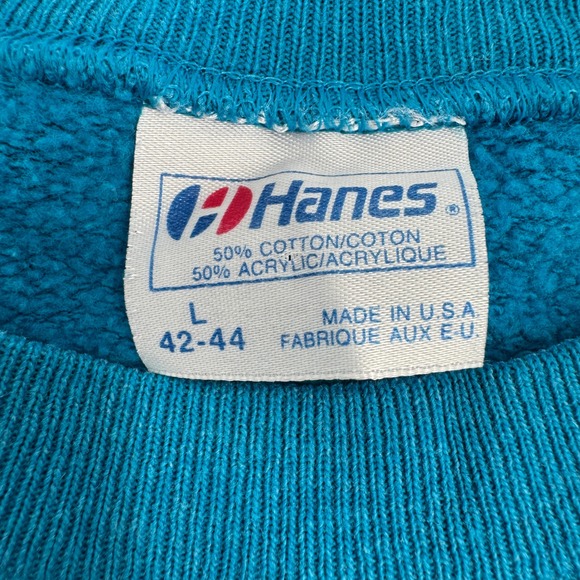 Hanes®
50% COTTON/COTON
50% ACRYLIC/ACRYLIQUE
L
42-44
MADE IN U.S.A
FABRIQUE AUX E-U